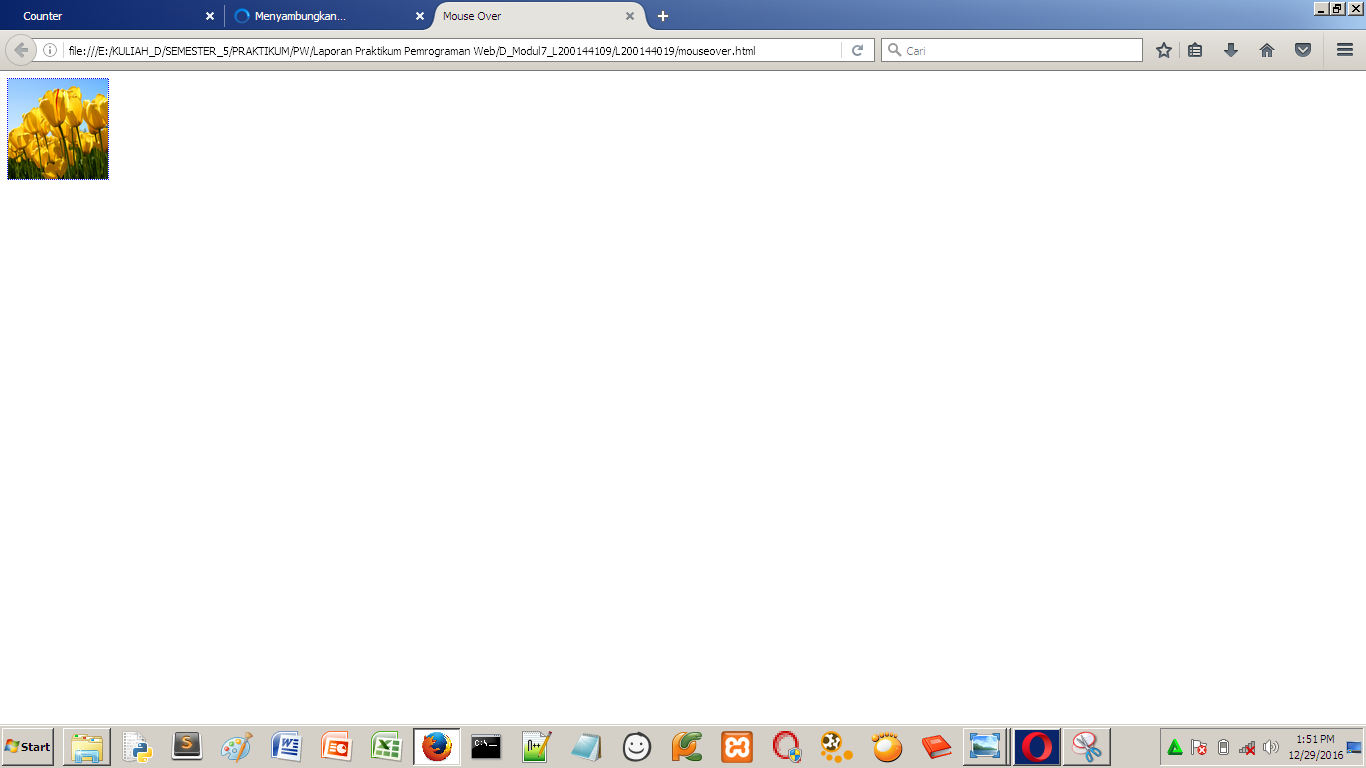 Counter
Menyambungkan...
Mouse Over
file:///E:/KULIAH_D/SEMESTER_5/PRAKTIKUM/PW/Laporan Praktikum Pemrograman Web/D_Modul7_L200144109/L200144019/mouseover.html
Cari
Start
C:\_
N++
1:51 PM
12/29/2016